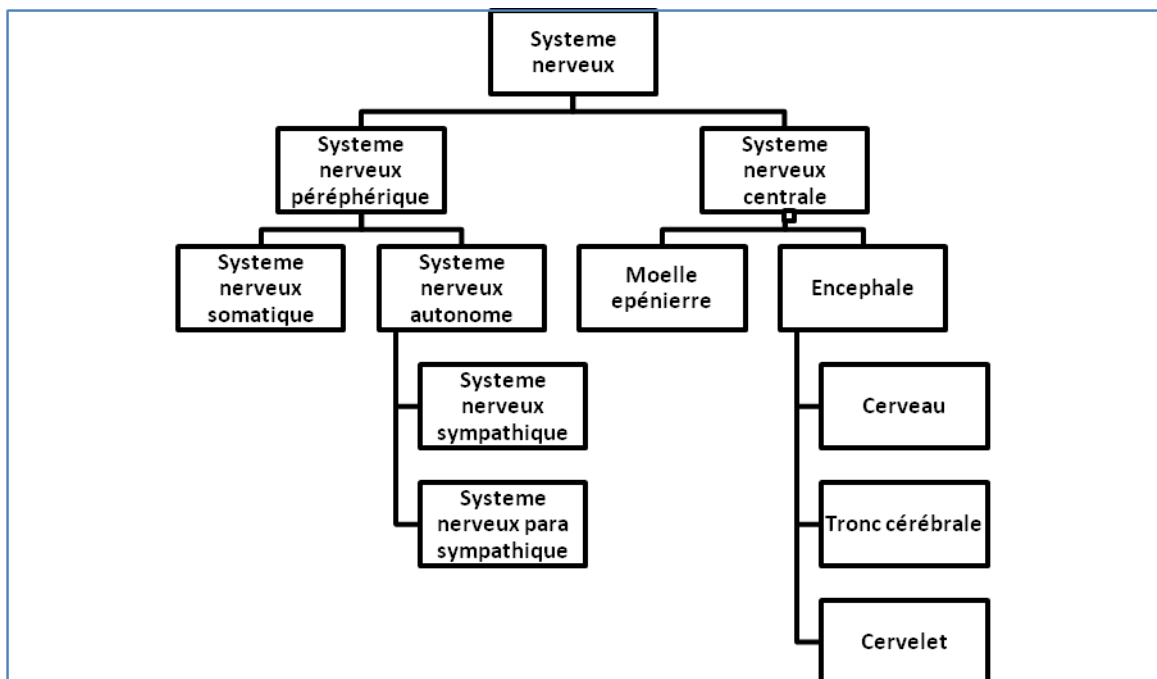 Systeme
nerveux
Systeme
nerveux
péréphérique
Systeme
nerveux
centrale
Systeme
nerveux
somatique
Systeme
nerveux
autonome
Moelle
epénierre
Encephale
Systeme
nerveux
sympathique
Cerveau
Systeme
nerveux para
sympathique
Tronc cérébrale
Cervelet